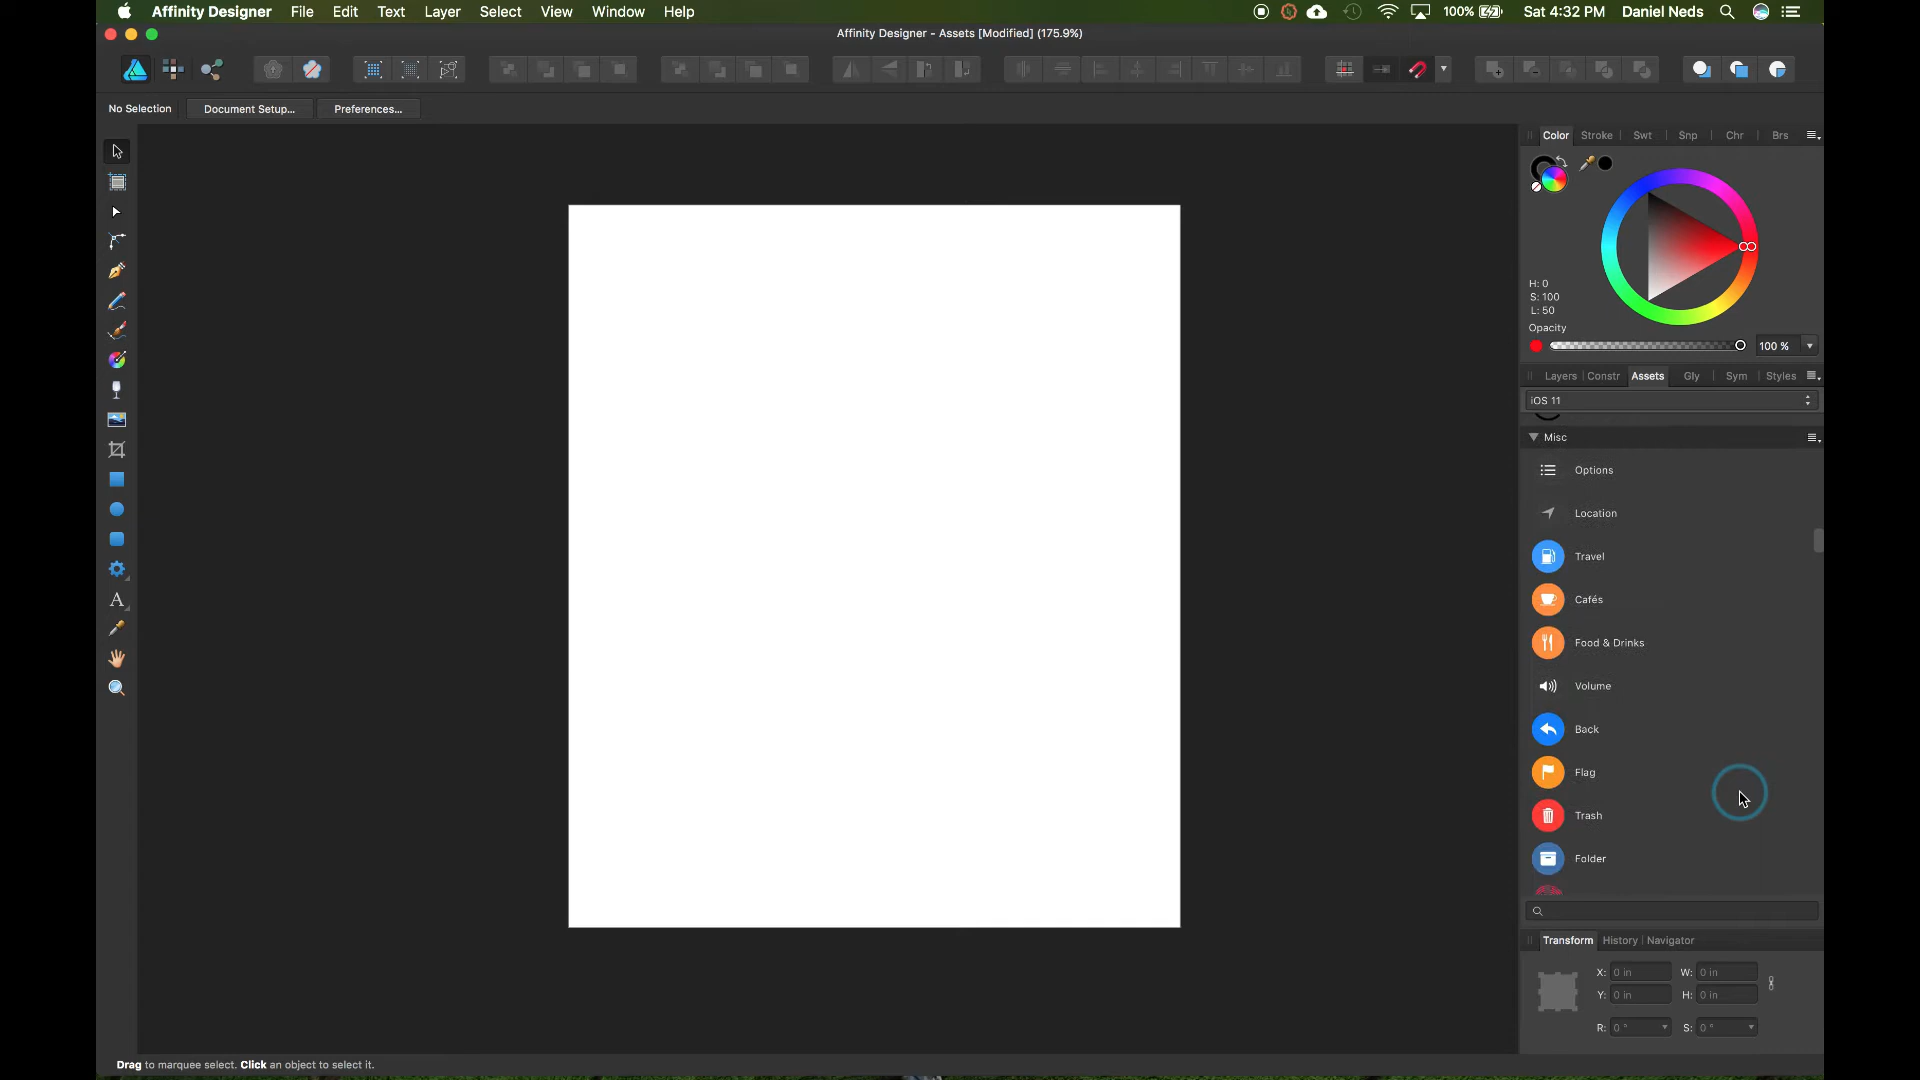 Affinity Designer File Edit Text Layer Select View Window Help 100% Sat 4:32 PM Daniel Neds
Affinity Designer - Assets [Modified] (175.9%)
No Selection Document Setup... Preferences...
Color Stroke Swt Snp Chr Brs
H: 0
S: 100
L: 50
Opacity
100 %
Layers Constr Assets Gly Sym Styles
iOS 11
Misc
Options
Location
Travel
Cafés
Food & Drinks
Volume
Back
Flag
Trash
Folder
Transform History Navigator
X: 0 in W: 0 in
Y: 0 in H: 0 in
R: 0 ° S: 0 °
A
Drag to marquee select. Click an object to select it.